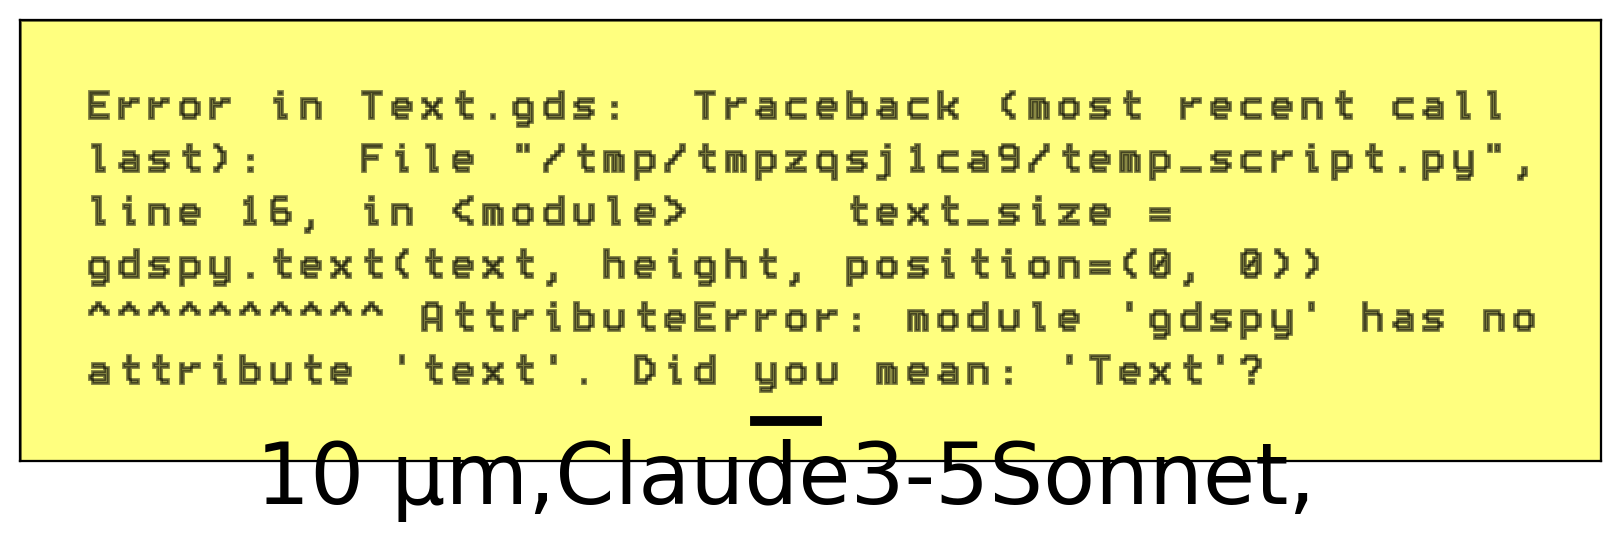 Error in Text.gds:  Traceback (most recent call
last):   File "/tmp/tmpzqsj1ca9/temp_script.py",
line 16, in <module>     text_size =
gdspy.text(text, height, position=(0, 0))
^^^^^^^^^^ AttributeError: module 'gdspy' has no
attribute 'text'. Did you mean: 'Text'?
10 µm,Claude3-5Sonnet,